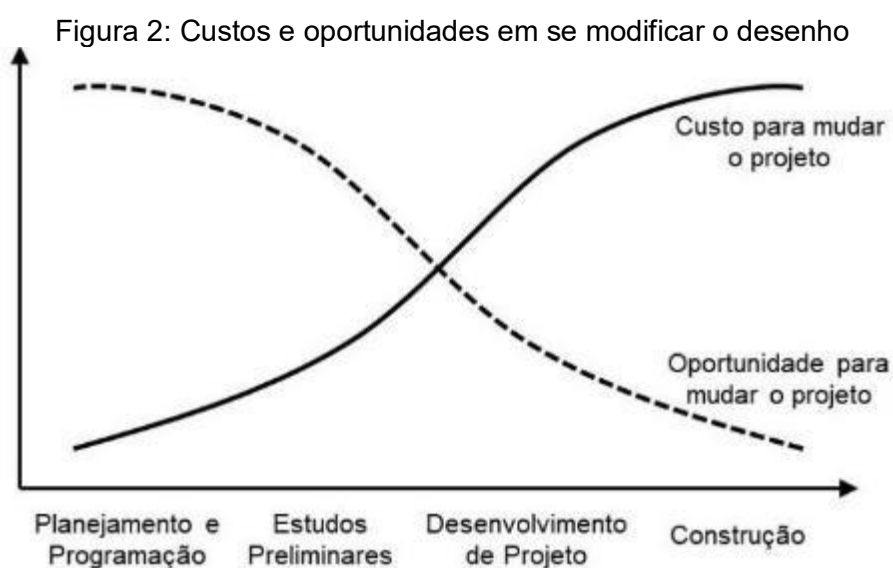 Figura 2: Custos e oportunidades em se modificar o desenho
Custo para mudar
o projeto
Oportunidade para
mudar o projeto
Planejamento e
Programação
Estudos
Preliminares
Desenvolvimento
de Projeto
Construção